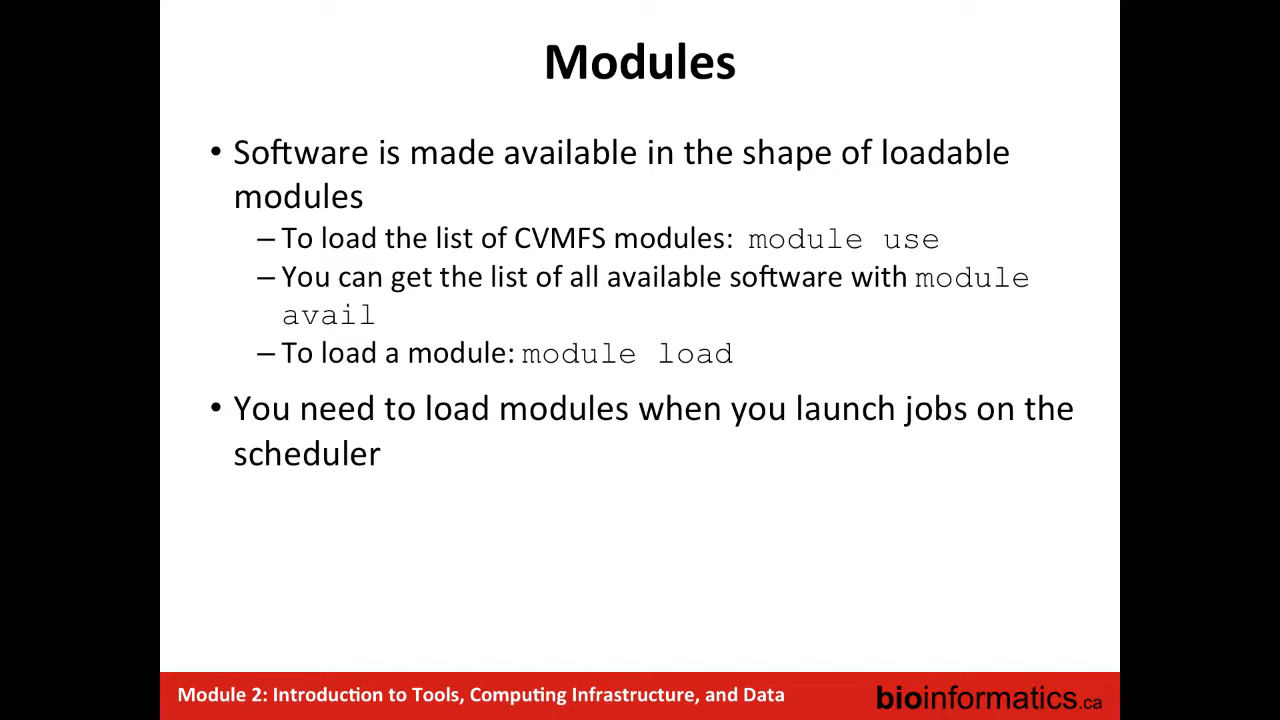 Modules
• Software is made available in the shape of loadable
modules
– To load the list of CVMFS modules: module use
– You can get the list of all available software with module
avail
– To load a module: module load
• You need to load modules when you launch jobs on the
scheduler
Module 2: Introduction to Tools, Computing Infrastructure, and Data
bioinformatics.ca